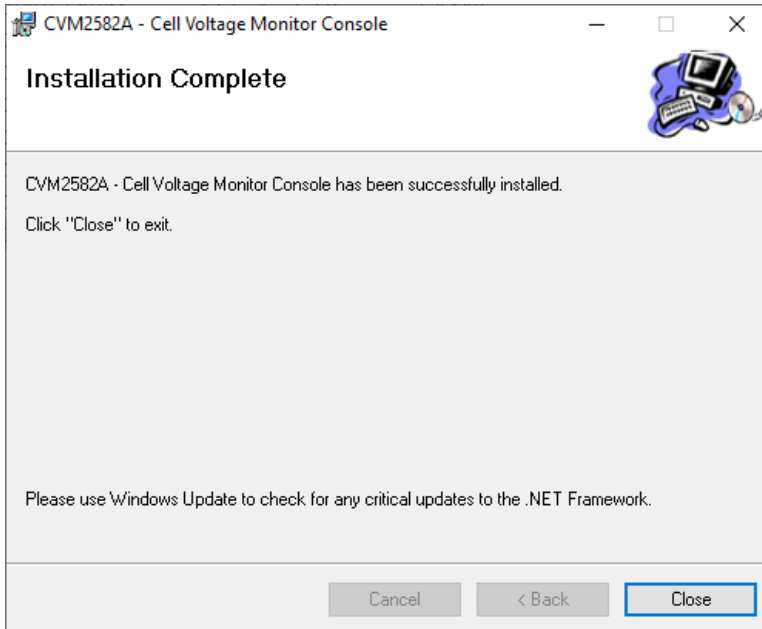 CVM2582A - Cell Voltage Monitor Console
Installation Complete
CVM2582A - Cell Voltage Monitor Console has been successfully installed.
Click "Close" to exit.
Please use Windows Update to check for any critical updates to the .NET Framework.
Cancel
< Back
Close